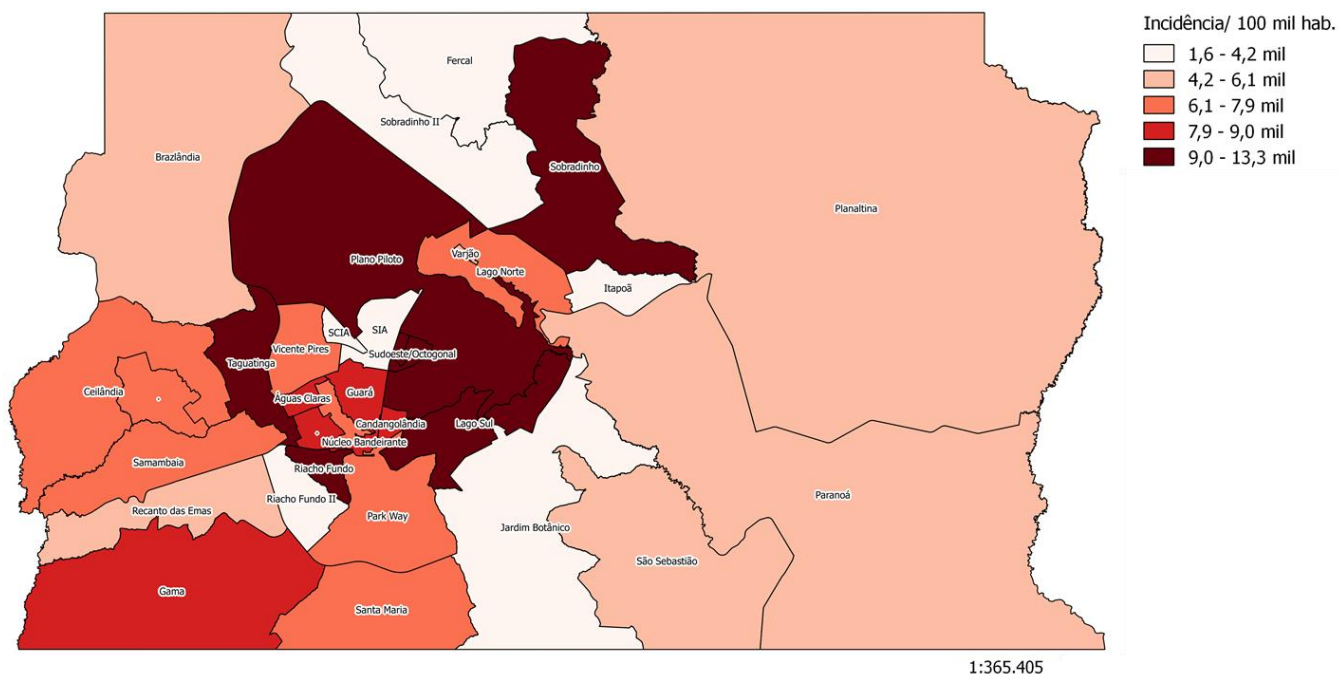 Incidência/ 100 mil hab.
1,6 - 4,2 mil
4,2 - 6,1 mil
6,1 - 7,9 mil
7,9 - 9,0 mil
9,0 - 13,3 mil
Fercal
Sobradinho II
Brazlândia
Sobradinho
Planaltina
Plano Piloto
Varjão
Lago Norte
Itapoã
SCIA
SIA
Vicente Pires
Sudoeste/Octogonal
Taguatinga
Ceilândia
Águas Claras
Guará
Candangolândia
Lago Sul
Núcleo Bandeirante
Samambaia
Riacho Fundo
Riacho Fundo II
Recanto das Emas
Park Way
Jardim Botânico
Paranoá
São Sebastião
Gama
Santa Maria
1:365.405